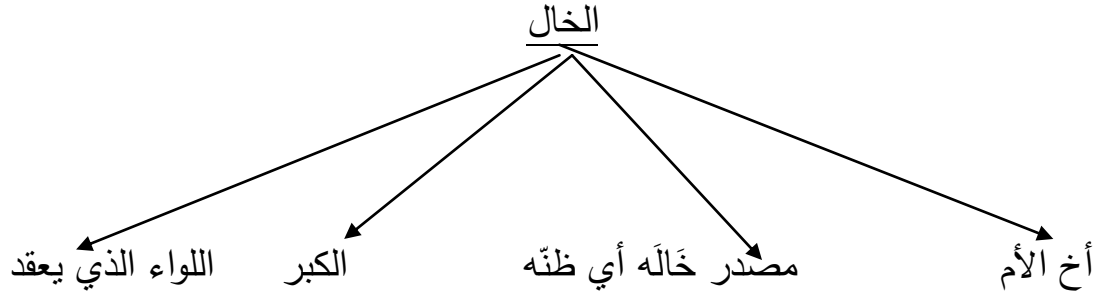 الخال
أخ الأم
مصدر خَالَه أي ظنّه
الكبر
اللواء الذي يعقد